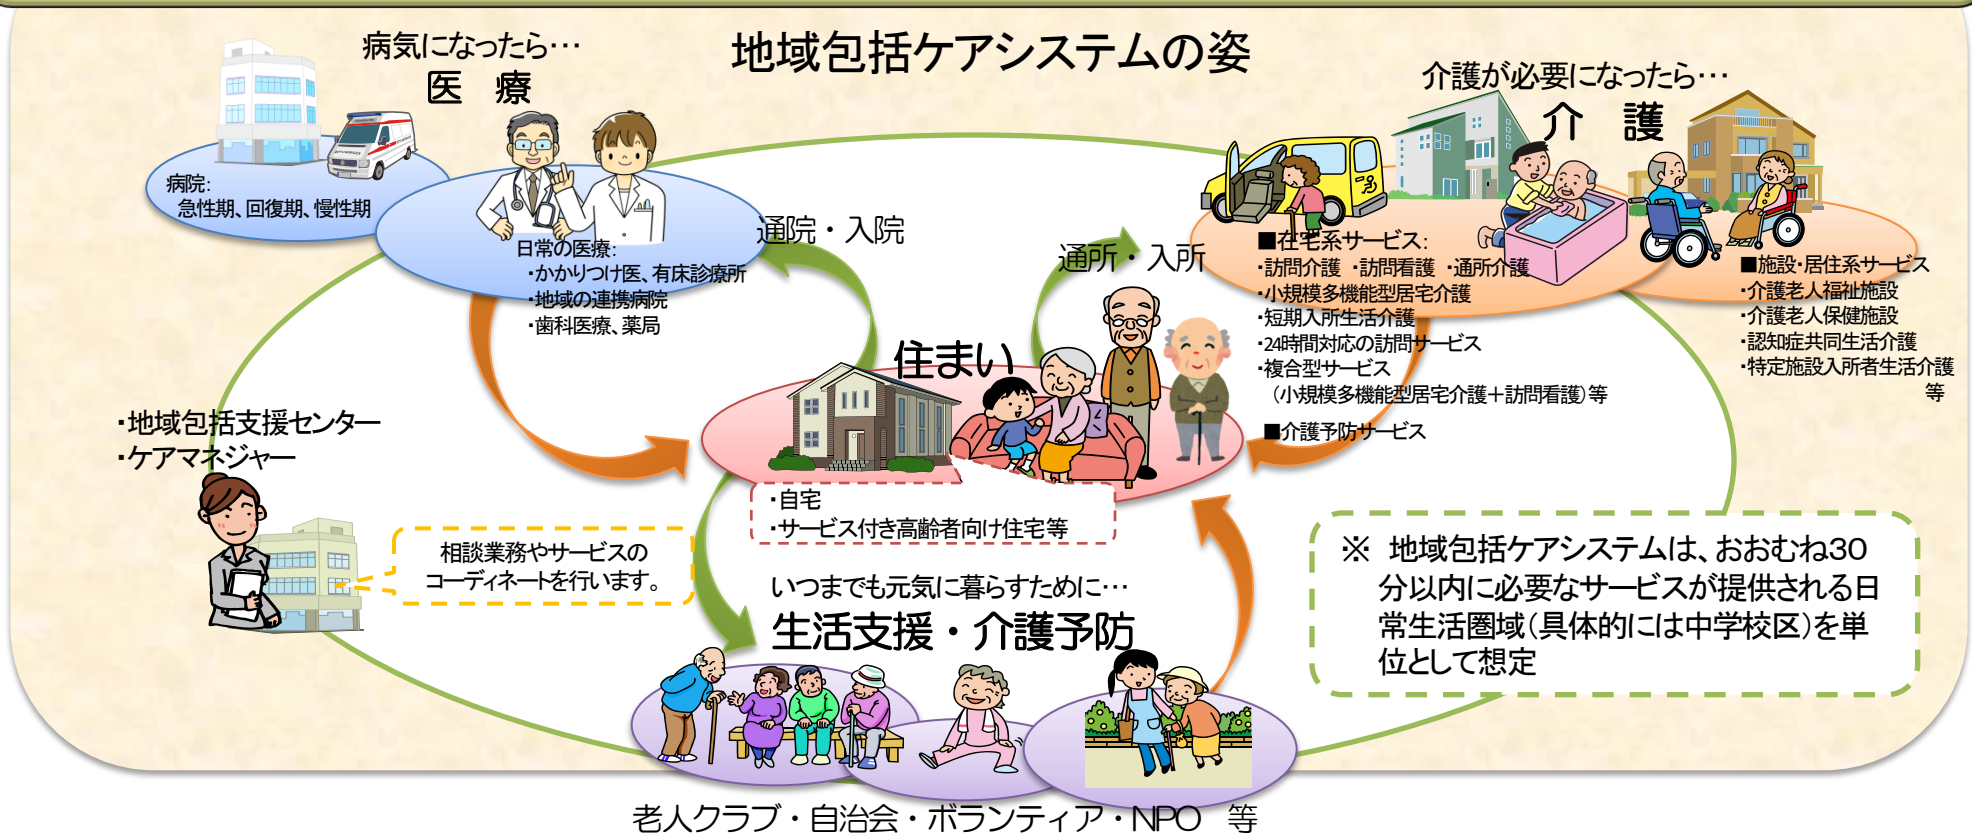 地域包括ケアシステムの姿
病気になったら…
医 療
病院:
急性期、回復期、慢性期
日常の医療:
・かかりつけ医、有床診療所
・地域の連携病院
・歯科医療、薬局
通院・入院
通所・入所
介護が必要になったら…
介 護
■在宅系サービス:
・訪問介護 ・訪問看護 ・通所介護
・小規模多機能型居宅介護
・短期入所生活介護
・24時間対応の訪問サービス
・複合型サービス
(小規模多機能型居宅介護+訪問看護)等
■介護予防サービス
■施設・居住系サービス
・介護老人福祉施設
・介護老人保健施設
・認知症共同生活介護
・特定施設入所者生活介護
等
住まい
・自宅
・サービス付き高齢者向け住宅等
・地域包括支援センター
・ケアマネジャー
相談業務やサービスの
コーディネートを行います。
いつまでも元気に暮らすために…
生活支援・介護予防
※ 地域包括ケアシステムは、おおむね30
分以内に必要なサービスが提供される日
常生活圏域(具体的には中学校区)を単
位として想定
老人クラブ・自治会・ボランティア・NPO 等